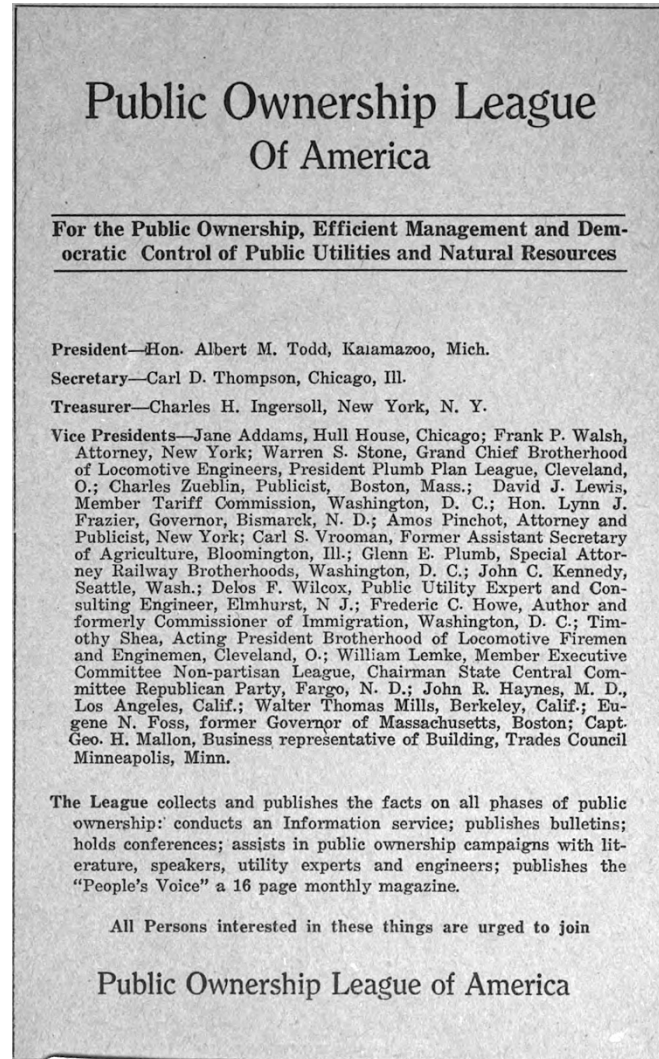 Public Ownership League
Of America
For the Public Ownership, Efficient Management and Dem-
ocratic Control of Public Utilities and Natural Resources
President—Hon. Albert M. Todd, Kalamazoo, Mich.
Secretary—Carl D. Thompson, Chicago, Ill.
Treasurer—Charles H. Ingersoll, New York, N. Y.
Vice Presidents—Jane Addams, Hull House, Chicago; Frank P. Walsh,
Attorney, New York; Warren S. Stone, Grand Chief Brotherhood
of Locomotive Engineers, President Plumb Plan League, Cleveland,
O.; Charles Zueblin, Publicist, Boston, Mass.; David J. Lewis,
Member Tariff Commission, Washington, D. C.; Hon. Lynn J.
Frazier, Governor, Bismarck, N. D.; Amos Pinchot, Attorney and
Publicist, New York; Carl S. Vrooman, Former Assistant Secretary
of Agriculture, Bloomington, Ill.; Glenn E. Plumb, Special Attor-
ney Railway Brotherhoods, Washington, D. C.; John C. Kennedy,
Seattle, Wash.; Delos F. Wilcox, Public Utility Expert and Con-
sulting Engineer, Elmhurst, N J.; Frederic C. Howe, Author and
formerly Commissioner of Immigration, Washington, D. C.; Tim-
othy Shea, Acting President Brotherhood of Locomotive Firemen
and Enginemen, Cleveland, O.; William Lemke, Member Executive
Committee Non-partisan League, Chairman State Central Com-
mittee Republican Party, Fargo, N. D.; John R. Haynes, M. D.,
Los Angeles, Calif.; Walter Thomas Mills, Berkeley, Calif.; Eu-
gene N. Foss, former Governor of Massachusetts, Boston; Capt.
Geo. H. Mallon, Business representative of Building, Trades Council
Minneapolis, Minn.
The League collects and publishes the facts on all phases of public
ownership: conducts an Information service; publishes bulletins;
holds conferences; assists in public ownership campaigns with lit-
erature, speakers, utility experts and engineers; publishes the
"People's Voice" a 16 page monthly magazine.
All Persons interested in these things are urged to join
Public Ownership League of America